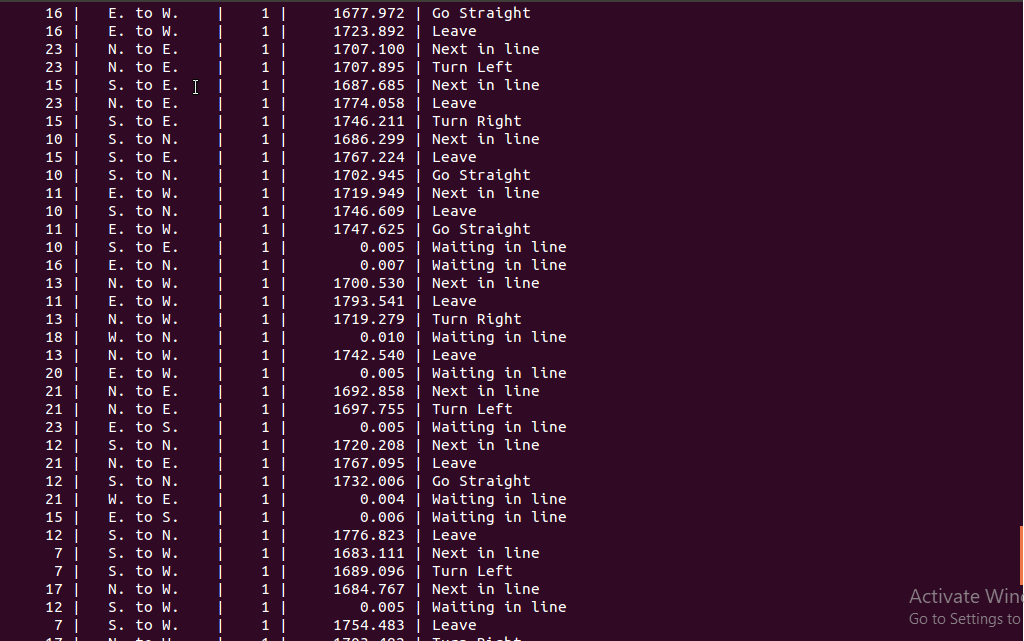 16 | E. to W. | 1 | 1677.972 | Go Straight
16 | E. to W. | 1 | 1723.892 | Leave
23 | N. to E. | 1 | 1707.100 | Next in line
23 | N. to E. | 1 | 1707.895 | Turn Left
15 | S. to E. | 1 | 1687.685 | Next in line
23 | N. to E. | 1 | 1774.058 | Leave
15 | S. to E. | 1 | 1746.211 | Turn Right
10 | S. to N. | 1 | 1686.299 | Next in line
15 | S. to E. | 1 | 1767.224 | Leave
10 | S. to N. | 1 | 1702.945 | Go Straight
11 | E. to W. | 1 | 1719.949 | Next in line
10 | S. to N. | 1 | 1746.609 | Leave
11 | E. to W. | 1 | 1747.625 | Go Straight
10 | S. to E. | 1 | 0.005 | Waiting in line
16 | E. to N. | 1 | 0.007 | Waiting in line
13 | N. to W. | 1 | 1700.530 | Next in line
11 | E. to W. | 1 | 1793.541 | Leave
13 | N. to W. | 1 | 1719.279 | Turn Right
18 | W. to N. | 1 | 0.010 | Waiting in line
13 | N. to W. | 1 | 1742.540 | Leave
20 | E. to W. | 1 | 0.005 | Waiting in line
21 | N. to E. | 1 | 1692.858 | Next in line
21 | N. to E. | 1 | 1697.755 | Turn Left
23 | E. to S. | 1 | 0.005 | Waiting in line
12 | S. to N. | 1 | 1720.208 | Next in line
21 | N. to E. | 1 | 1767.095 | Leave
12 | S. to N. | 1 | 1732.006 | Go Straight
21 | W. to E. | 1 | 0.004 | Waiting in line
15 | E. to S. | 1 | 0.006 | Waiting in line
12 | S. to N. | 1 | 1776.823 | Leave
7 | S. to W. | 1 | 1683.111 | Next in line
7 | S. to W. | 1 | 1689.096 | Turn Left
17 | N. to W. | 1 | 1684.767 | Next in line
12 | S. to W. | 1 | 0.005 | Waiting in line
7 | S. to W. | 1 | 1754.483 | Leave
Activate Win
Go to Settings to